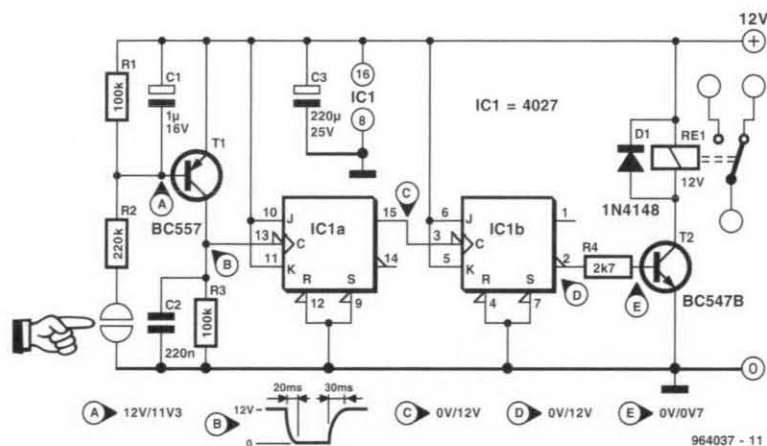 12V
+
R1
100k
C1
1µ
16V
T1
A
BC557
R2
220k
C2
220n
R3
100k
B
C3
220µ
25V
16
IC1
8
IC1 = 4027
10
J
13
C
11
K
IC1a
R
S
12
9
15
14
C
6
J
3
C
5
K
IC1b
R
S
4
7
1
2
D
R4
2k7
E
D1
1N4148
RE1
12V
T2
BC547B
0
A 12V/11V3
B 12V 0 20ms 30ms
C 0V/12V
D 0V/12V
E 0V/0V7
964037 - 11